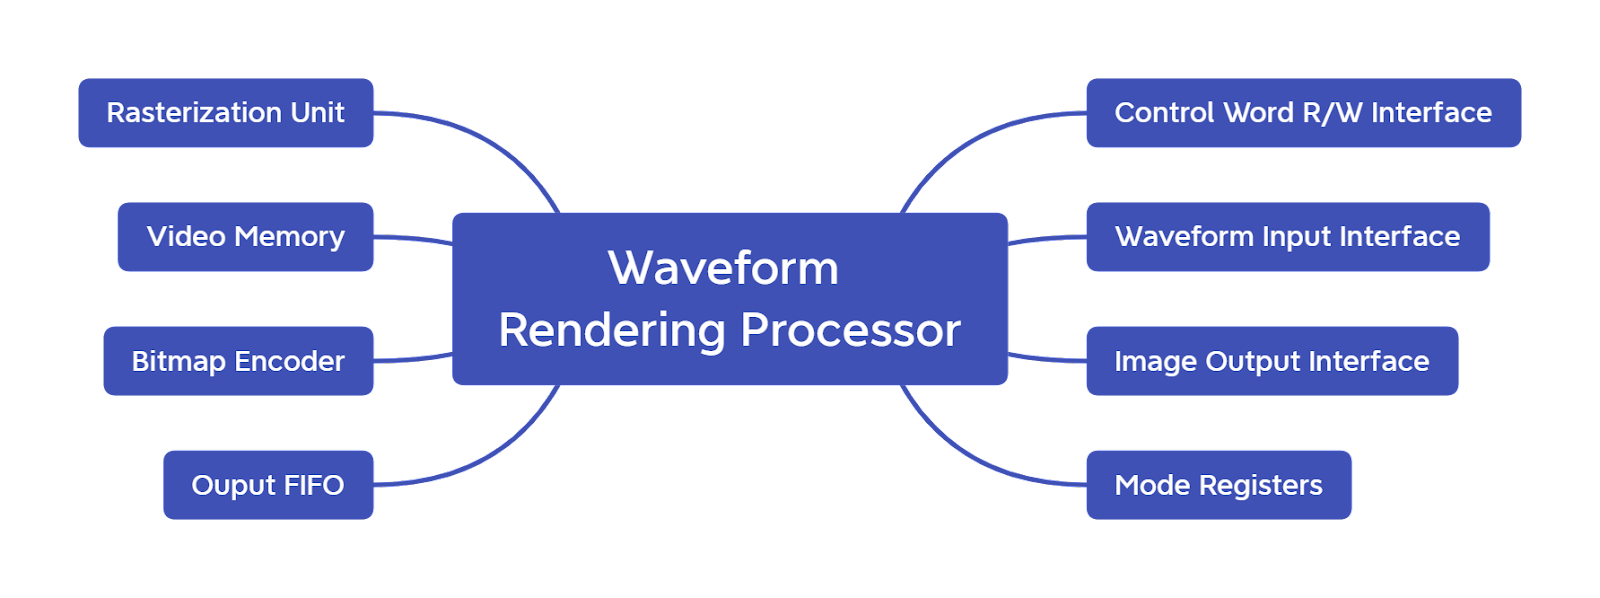 Rasterization Unit
Video Memory
Bitmap Encoder
Ouput FIFO
Waveform
Rendering Processor
Control Word R/W Interface
Waveform Input Interface
Image Output Interface
Mode Registers